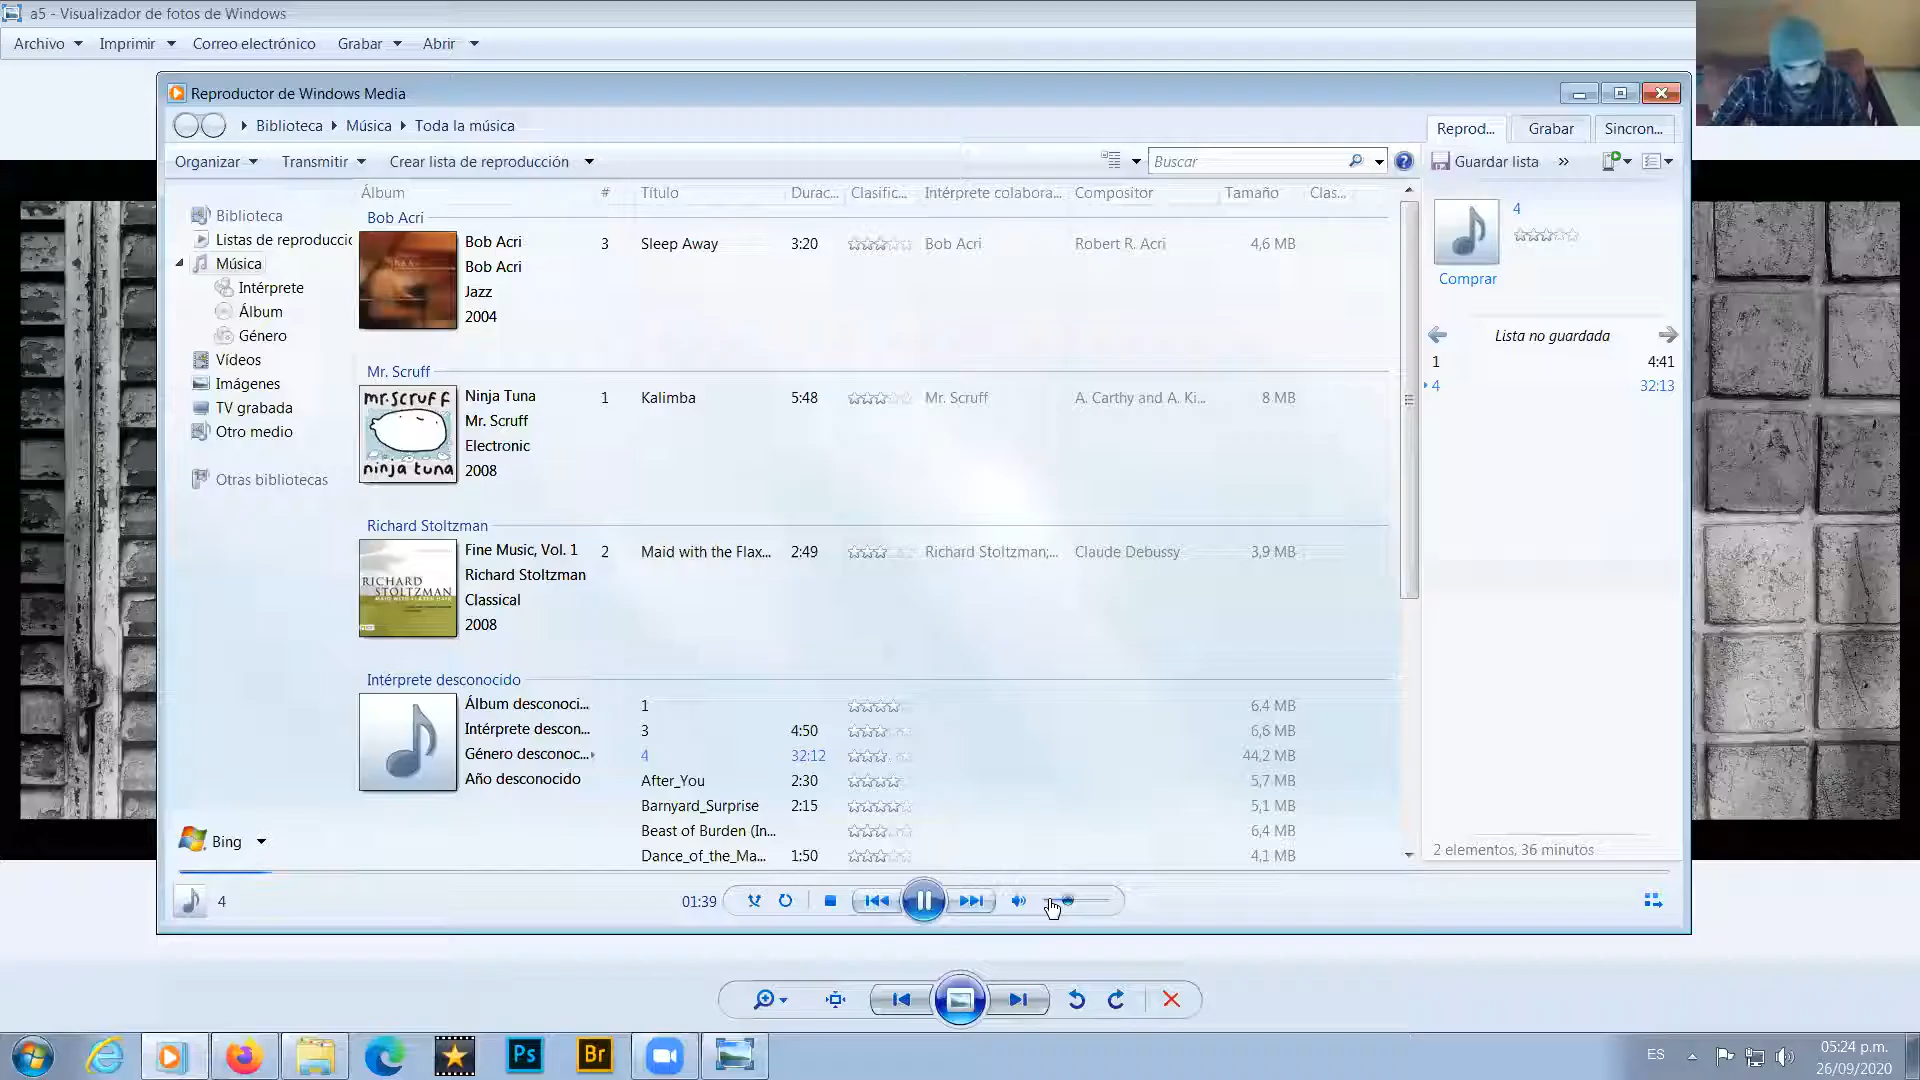 a5 - Visualizador de fotos de Windows
Archivo Imprimir Correo electrónico Grabar Abrir
Reproductor de Windows Media
Biblioteca Música Toda la música
Reprod... Grabar Sincron...
Organizar Transmitir Crear lista de reproducción Buscar Guardar lista »
Álbum # Título Durac... Clasific... Intérprete colabora... Compositor Tamaño Clas...
Biblioteca
Listas de reproducció
Música
Intérprete
Álbum
Género
Vídeos
Imágenes
TV grabada
Otro medio
Otras bibliotecas
Bing
Bob Acri
Bob Acri 3 Sleep Away 3:20 Bob Acri Robert R. Acri 4,6 MB
Bob Acri
Jazz
2004
Mr. Scruff
mr.scruff
ninja tuna
Ninja Tuna 1 Kalimba 5:48 Mr. Scruff A. Carthy and A. Ki... 8 MB
Mr. Scruff
Electronic
2008
Richard Stoltzman
RICHARD
STOLTZMAN
Fine Music, Vol. 1 2 Maid with the Flax... 2:49 Richard Stoltzman;... Claude Debussy 3,9 MB
Richard Stoltzman
Classical
2008
Intérprete desconocido
Álbum desconoci... 1 6,4 MB
Intérprete descon... 3 4:50 6,6 MB
Género desconoc... 4 32:12 44,2 MB
Año desconocido After_You 2:30 5,7 MB
Barnyard_Surprise 2:15 5,1 MB
Beast of Burden (In... 6,4 MB
Dance_of_the_Ma... 1:50 4,1 MB
4
Comprar
Lista no guardada
1 4:41
4 32:13
2 elementos, 36 minutos
4 01:39
Ps Br
ES 05:24 p.m.
26/09/2020